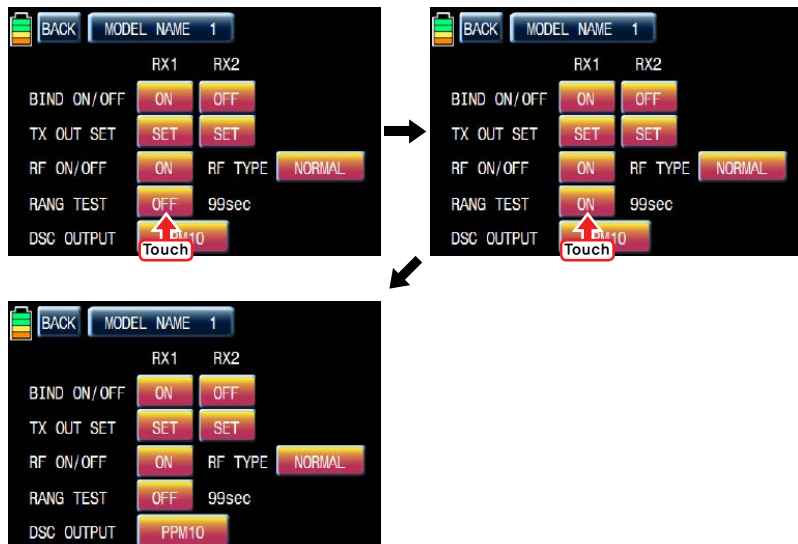 BACK MODEL NAME 1
RX1 RX2
BIND ON/OFF ON OFF
TX OUT SET SET SET
RF ON/OFF ON RF TYPE NORMAL
RANG TEST OFF 99sec
DSC OUTPUT PM10
Touch
BACK MODEL NAME 1
RX1 RX2
BIND ON/OFF ON OFF
TX OUT SET SET SET
RF ON/OFF ON RF TYPE NORMAL
RANG TEST ON 99sec
DSC OUTPUT M10
Touch
BACK MODEL NAME 1
RX1 RX2
BIND ON/OFF ON OFF
TX OUT SET SET SET
RF ON/OFF ON RF TYPE NORMAL
RANG TEST OFF 99sec
DSC OUTPUT PPM10